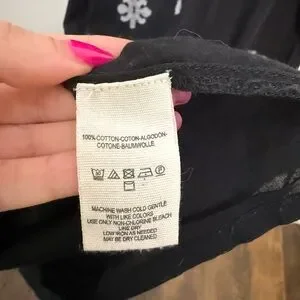 100% COTTON-COTON-ALGODON-
COTONE-BAUMWOLLE
MACHINE WASH COLD GENTLE
WITH LIKE COLORS
USE ONLY NON-CHLORINE BLEACH
LINE DRY
LOW IRON AS NEEDED
MAY BE DRY CLEANED